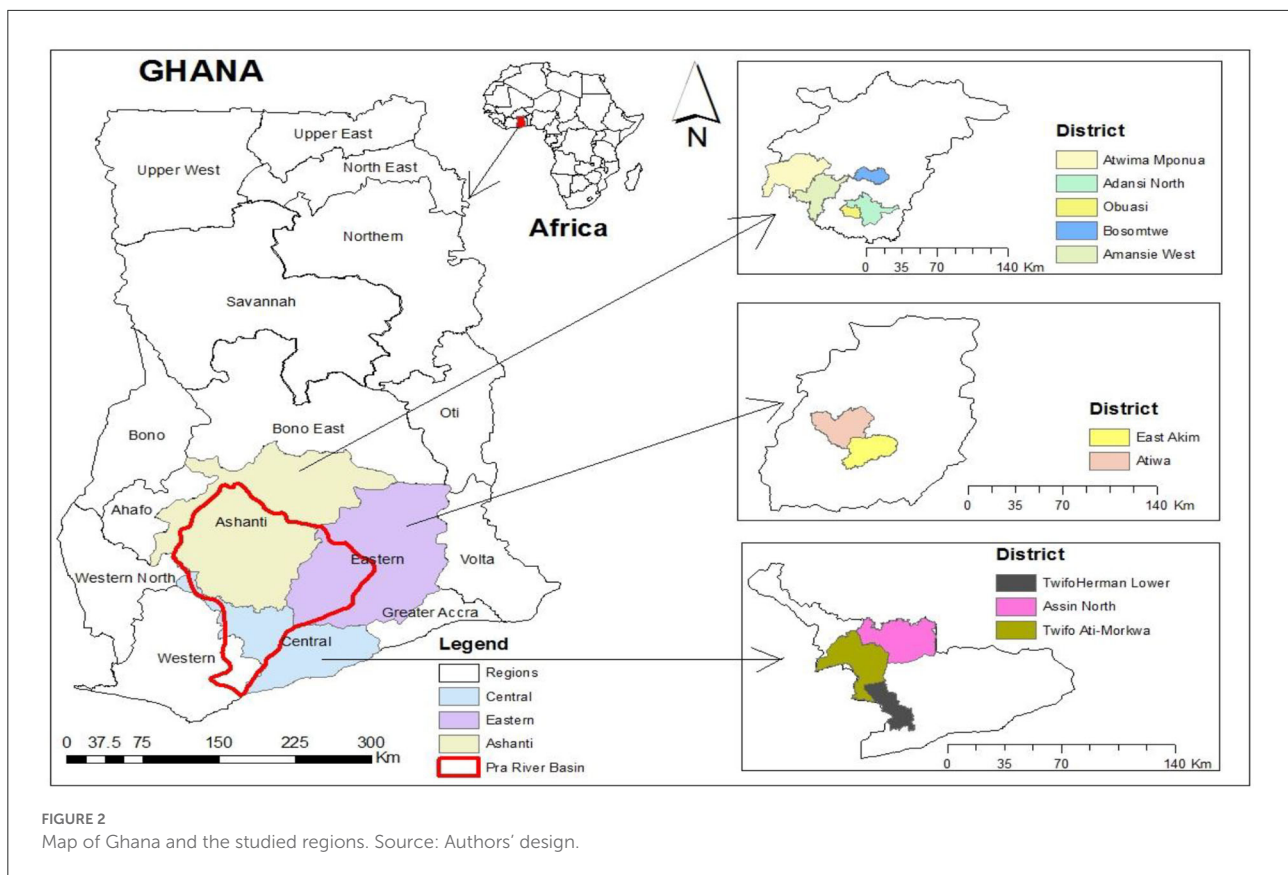 GHANA
Upper East
Upper West
North East
Northern
Savannah
Oti
Bono
Bono East
Ahafo
Ashanti
Eastern
Volta
Western North
Greater Accra
Central
Western
Africa
N
Legend
Regions
Central
Eastern
Ashanti
Pra River Basin
0 37.5 75 150 225 300
Km
District
Atwima Mponua
Adansi North
Obuasi
Bosomtwe
Amansie West
0 35 70 140 Km
District
East Akim
Atiwa
0 35 70 140 Km
District
TwifoHerman Lower
Assin North
Twifo Ati-Morkwa
0 35 70 140 Km
FIGURE 2
Map of Ghana and the studied regions. Source: Authors' design.